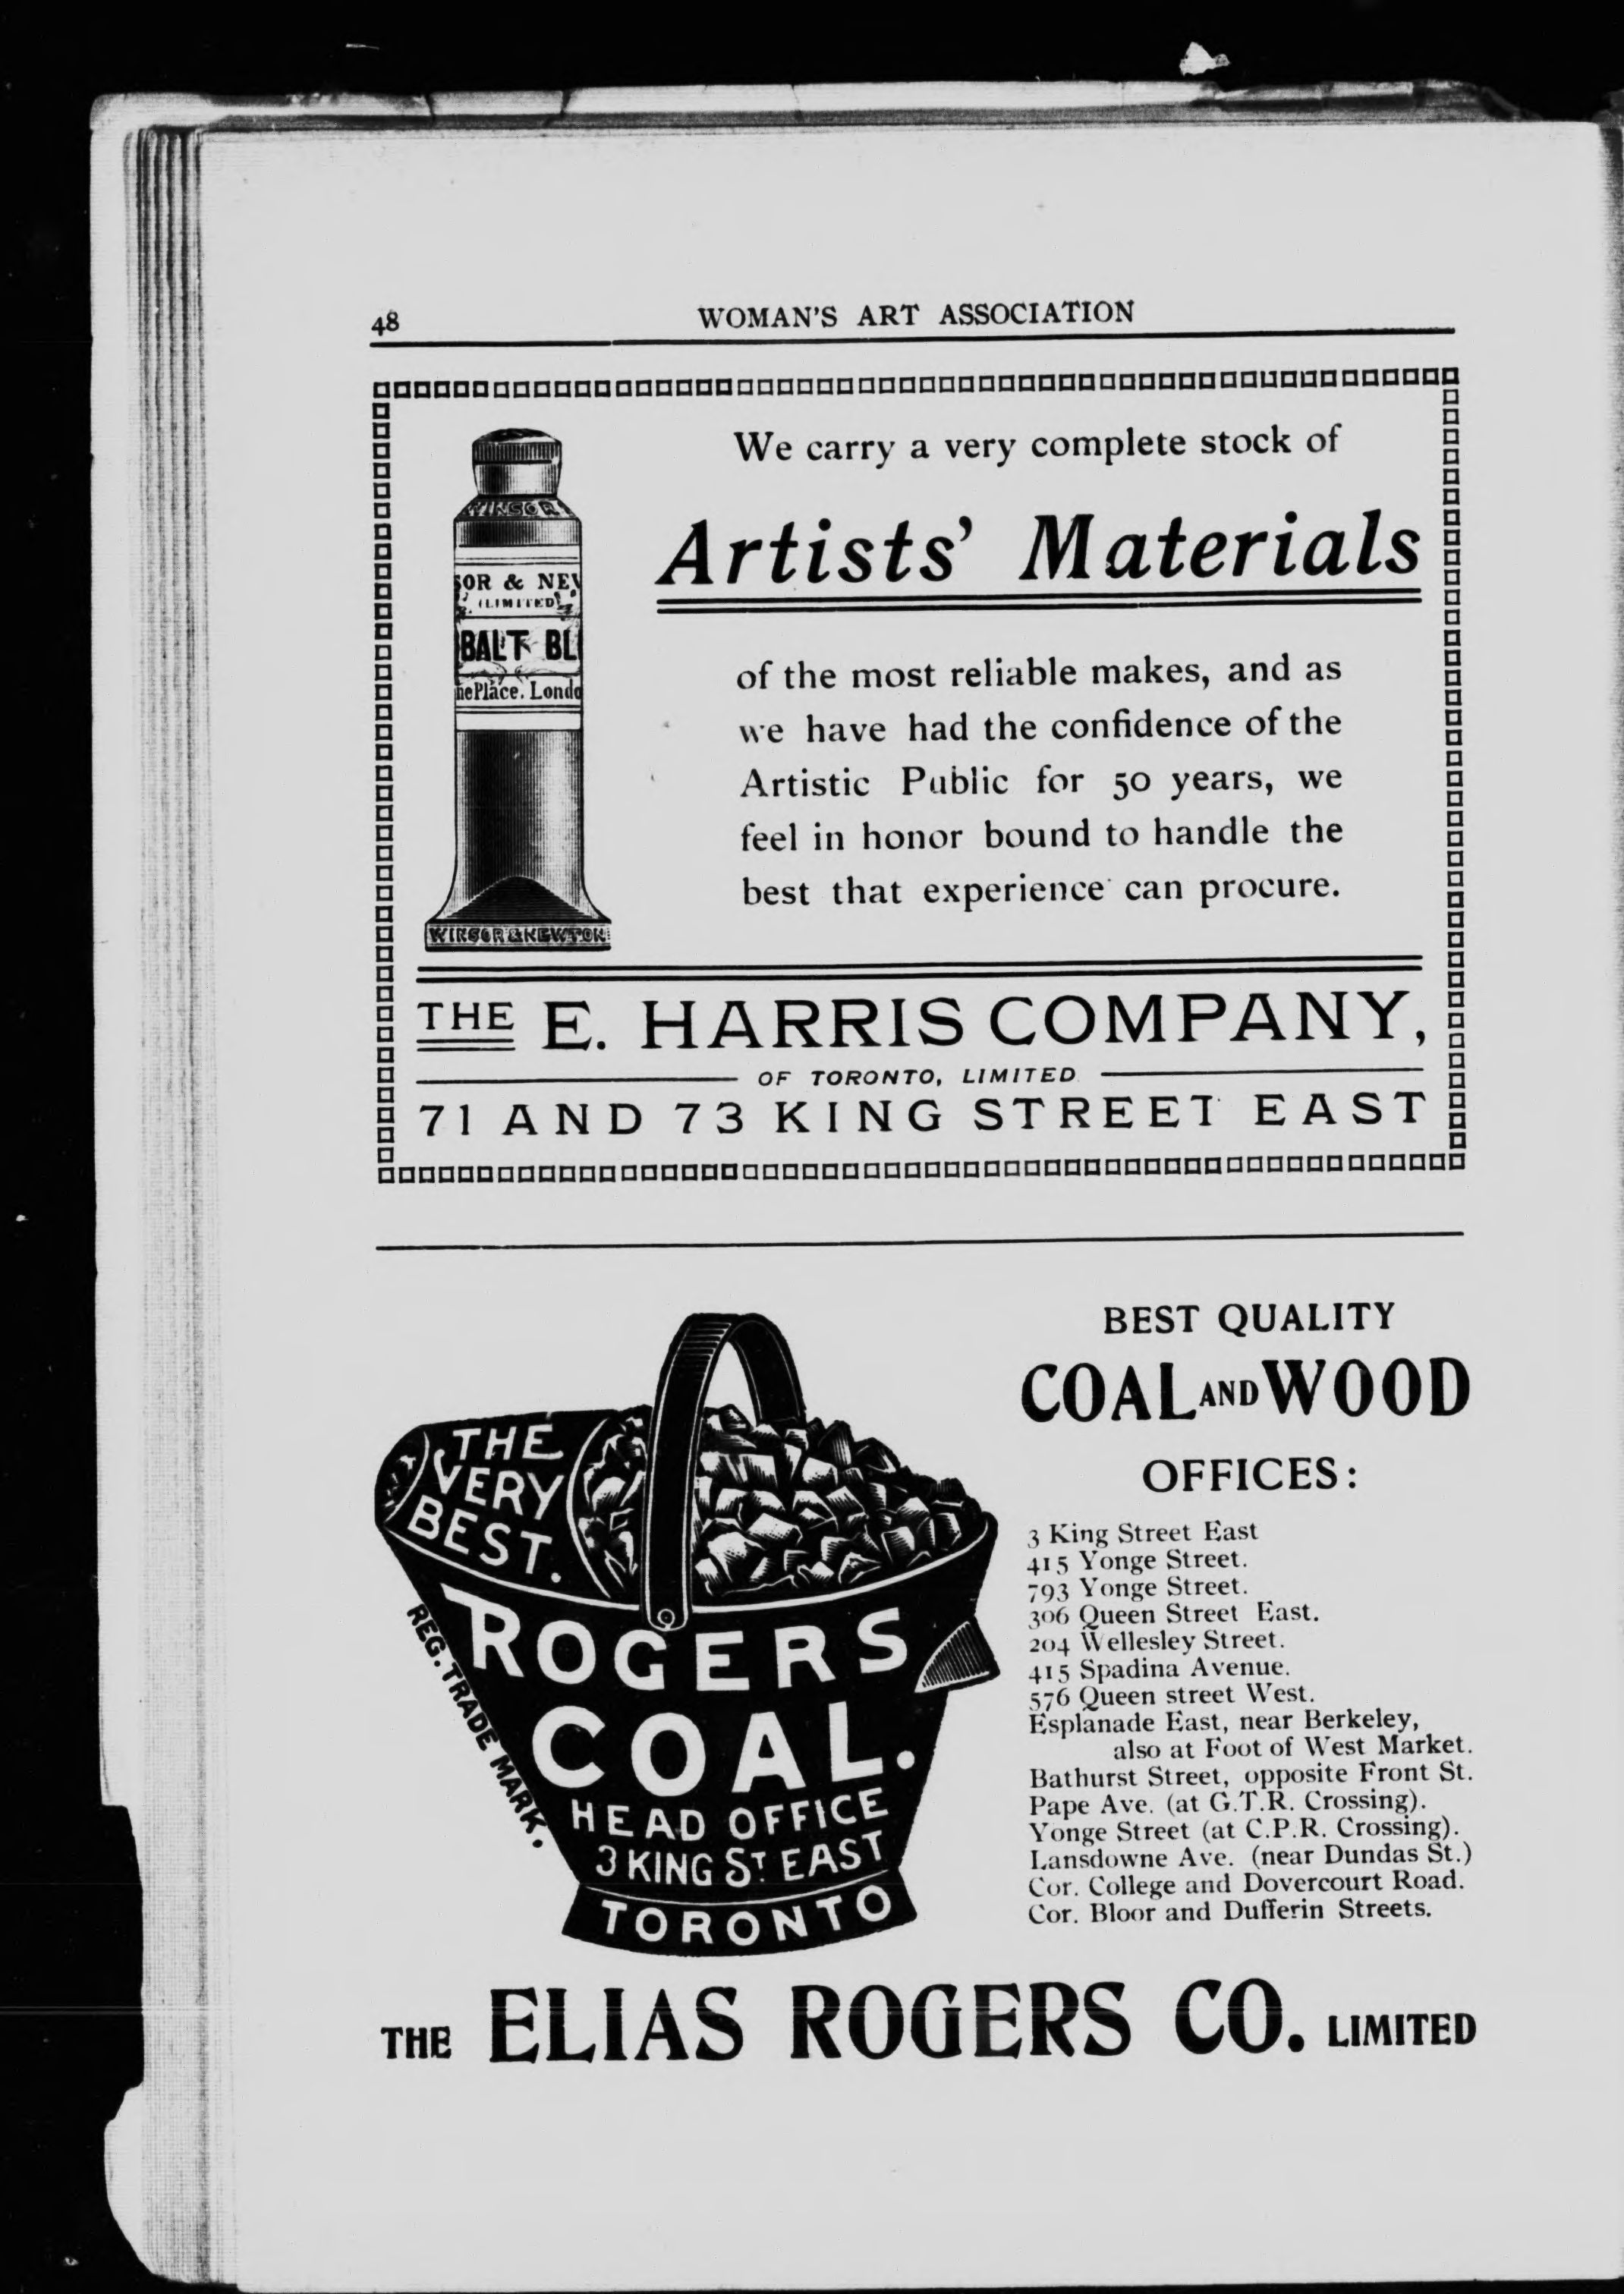 48
WOMAN'S ART ASSOCIATION
We carry a very complete stock of
Artists' Materials
WINSOR
SOR & NEW
(LIMITED)
BALT BL
nePlace. Londo
WINSOR & NEWTON
of the most reliable makes, and as
we have had the confidence of the
Artistic Public for 50 years, we
feel in honor bound to handle the
best that experience can procure.
THE E. HARRIS COMPANY,
OF TORONTO, LIMITED
71 AND 73 KING STREET EAST
THE
VERY
BEST.
ROGERS
COAL.
HEAD OFFICE
3 KING ST EAST
TORONTO
REG. TRADE MARK.
BEST QUALITY
COAL AND WOOD
OFFICES:
3 King Street East
415 Yonge Street.
793 Yonge Street.
306 Queen Street East.
204 Wellesley Street.
415 Spadina Avenue.
576 Queen street West.
Esplanade East, near Berkeley,
also at Foot of West Market.
Bathurst Street, opposite Front St.
Pape Ave. (at G.T.R. Crossing).
Yonge Street (at C.P.R. Crossing).
Lansdowne Ave. (near Dundas St.)
Cor. College and Dovercourt Road.
Cor. Bloor and Dufferin Streets.
THE ELIAS ROGERS CO. LIMITED